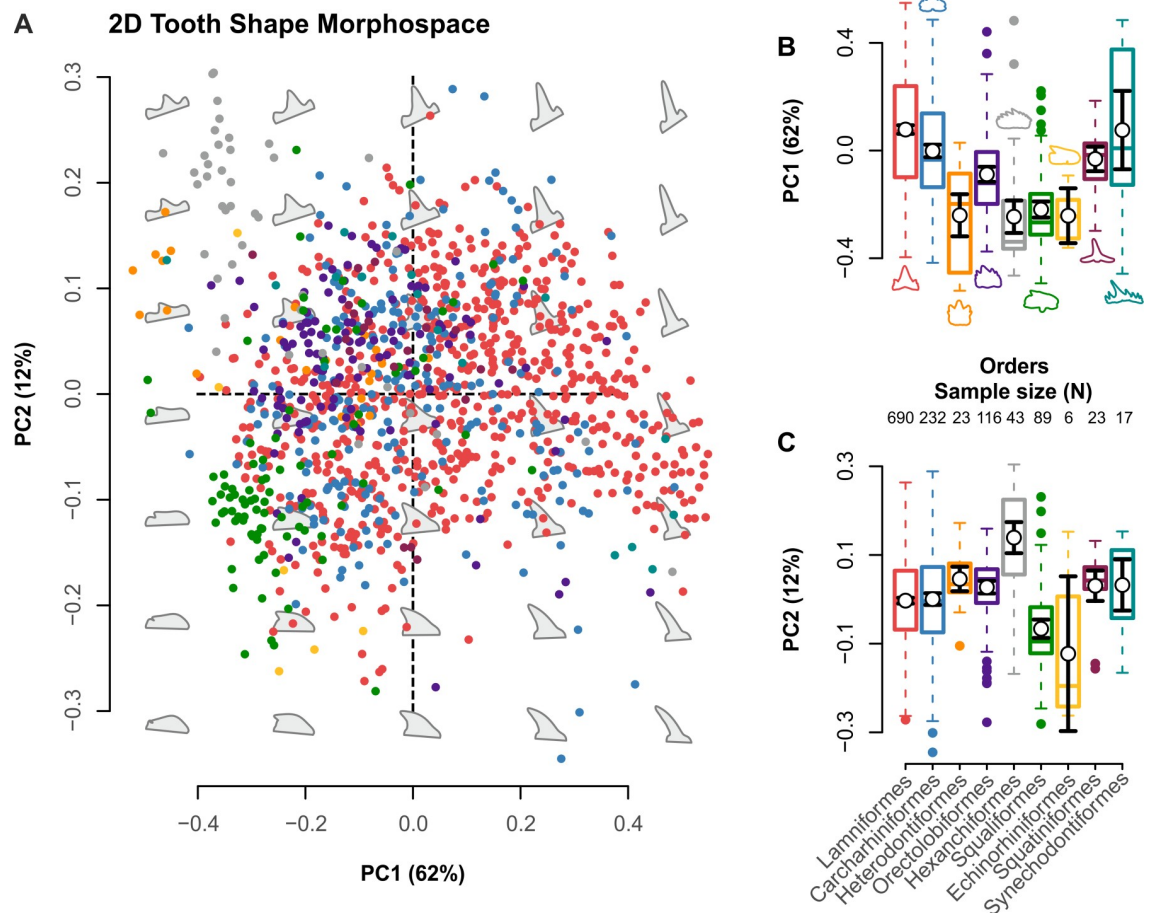 A
2D Tooth Shape Morphospace
0.3
0.2
0.1
0.0
−0.1
−0.2
−0.3
PC2 (12%)
−0.4
−0.2
0.0
0.2
0.4
PC1 (62%)
B
0.4
0.0
−0.4
PC1 (62%)
Orders
Sample size (N)
690 232 23 116 43 89 6 23 17
C
0.3
0.1
−0.1
−0.3
PC2 (12%)
Lamniformes
Carcharhiniformes
Heterodontiformes
Orectolobiformes
Hexanchiformes
Squaliformes
Echinorhiniformes
Squatiniformes
Synechodontiformes